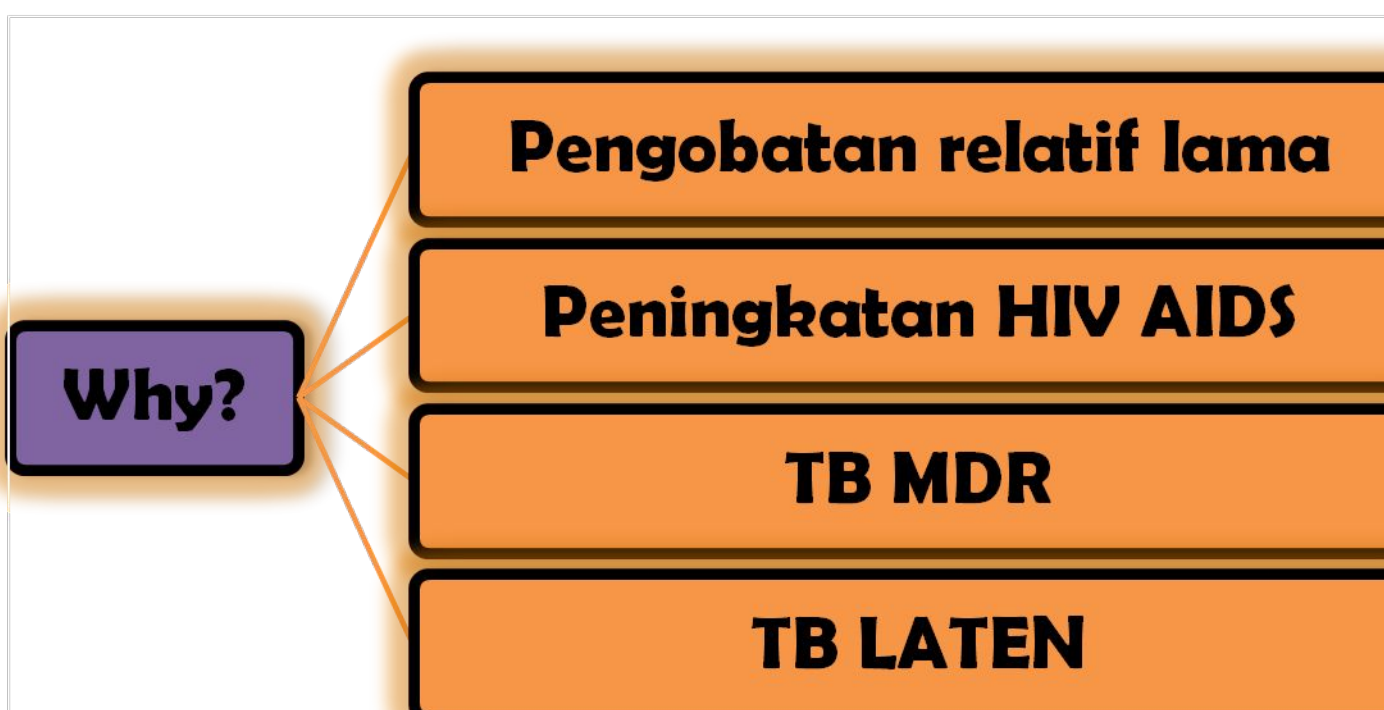 Why?
Pengobatan relatif lama
Peningkatan HIV AIDS
TB MDR
TB LATEN